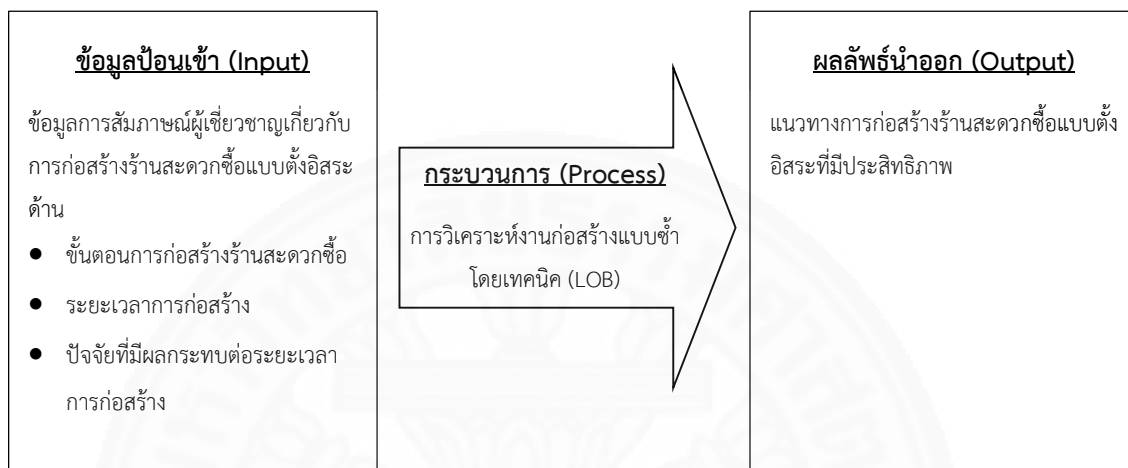 ข้อมูลป้อนเข้า (Input)
ข้อมูลการสัมภาษณ์ผู้เชี่ยวชาญเกี่ยวกับ
การก่อสร้างร้านสะดวกซื้อแบบตั้งอิสระ
ด้าน
● ขั้นตอนการก่อสร้างร้านสะดวกซื้อ
● ระยะเวลาการก่อสร้าง
● ปัจจัยที่มีผลกระทบต่อระยะเวลา
การก่อสร้าง
กระบวนการ (Process)
การวิเคราะห์งานก่อสร้างแบบซ้ำ
โดยเทคนิค (LOB)
ผลลัพธ์นำออก (Output)
แนวทางการก่อสร้างร้านสะดวกซื้อแบบตั้ง
อิสระที่มีประสิทธิภาพ